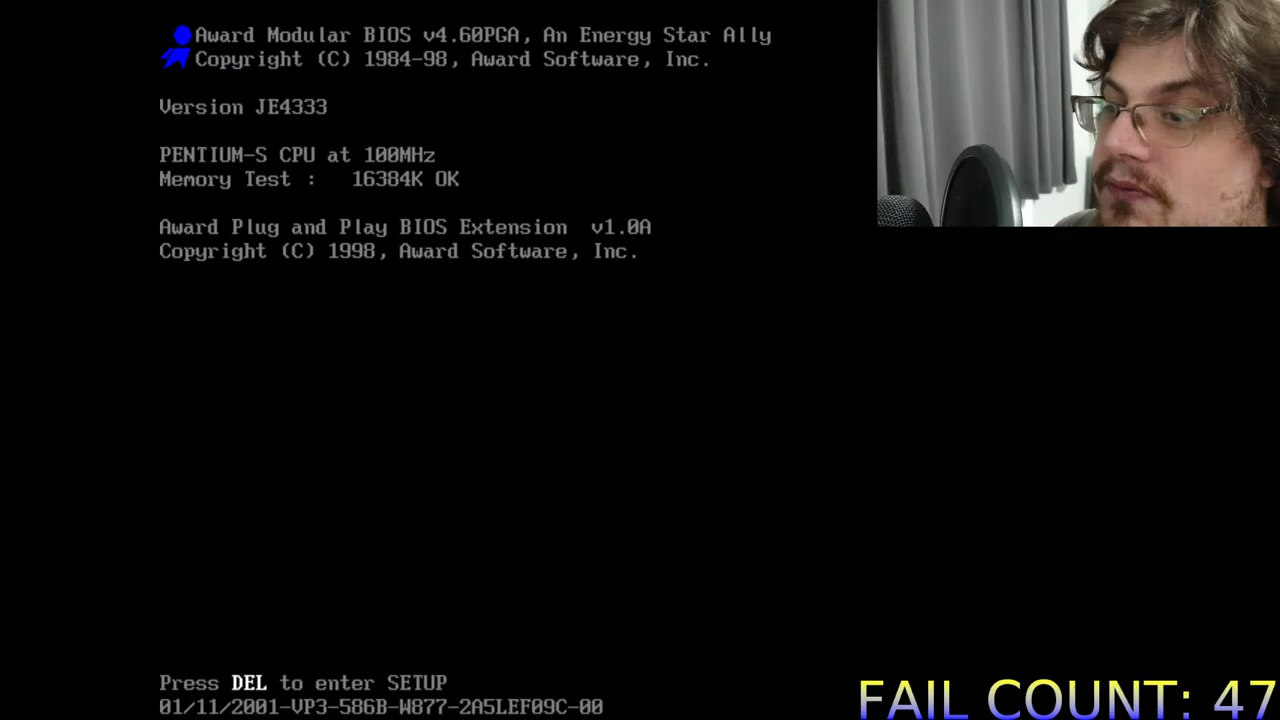 Award Modular BIOS v4.60PGA, An Energy Star Ally
Copyright (C) 1984-98, Award Software, Inc.
Version JE4333
PENTIUM-S CPU at 100MHz
Memory Test :   16384K OK
Award Plug and Play BIOS Extension  v1.0A
Copyright (C) 1998, Award Software, Inc.
Press DEL to enter SETUP
01/11/2001-VP3-586B-W877-2A5LEF09C-00
FAIL COUNT: 47